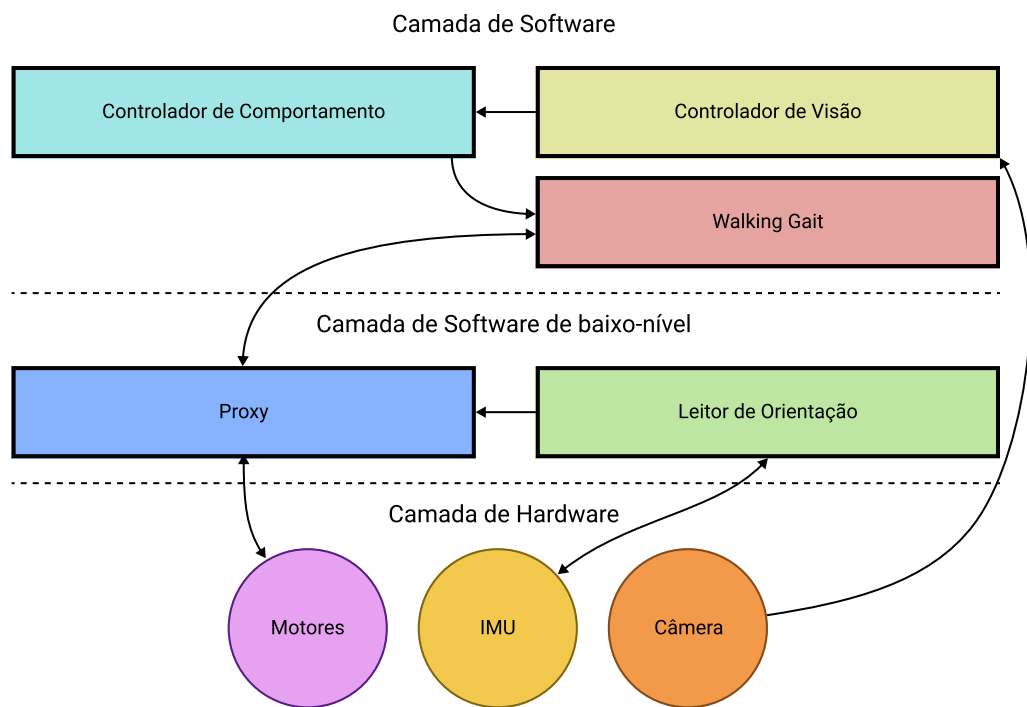 Camada de Software
Controlador de Comportamento
Controlador de Visão
Walking Gait
Camada de Software de baixo-nível
Proxy
Leitor de Orientação
Camada de Hardware
Motores
IMU
Câmera